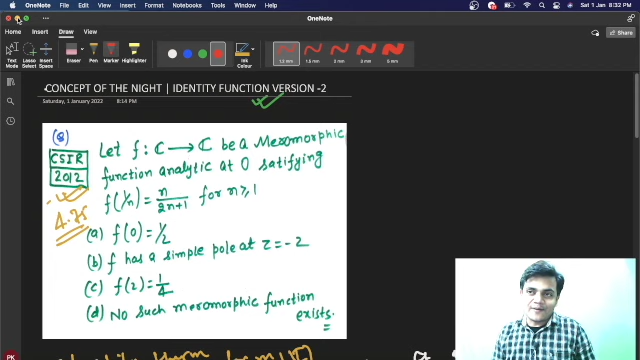 OneNote File Edit View Insert Format Notebooks Tools Window Help Sat 1 Jan 8:32 PM
OneNote
Home Insert Draw View
Text Mode Lasso Select Insert Space Eraser Pen Marker Highlighter Ink Colour
CONCEPT OF THE NIGHT | IDENTITY FUNCTION VERSION -2
Saturday, 1 January 2022 8:14 PM
(8)
CSIR
2012
4.75
Let f: ℂ → ℂ be a Meromorphic
function analytic at 0 satifying
f(1/n) = n/2n+1 for n≥1
(a) f(0) = 1/2
(b) f has a simple pole at z = -2
(c) f(2) = 1/4
(d) No such meromorphic function
exists.
PK